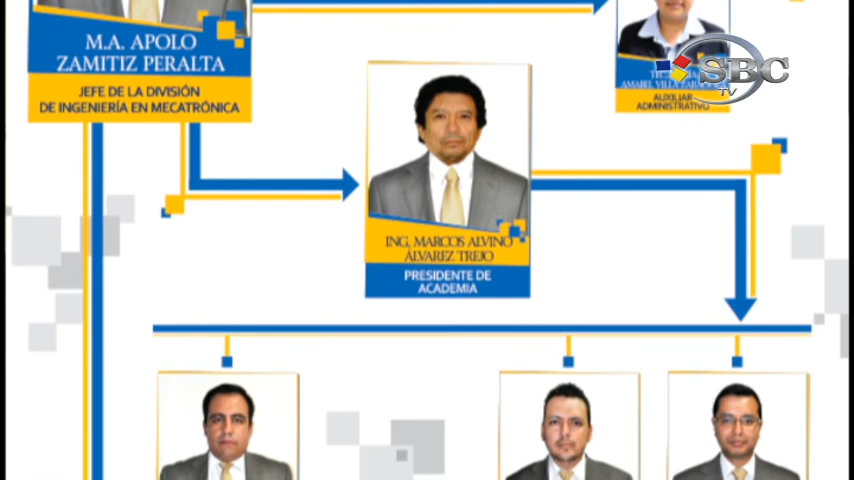 M.A. APOLO
ZAMITIZ PERALTA
JEFE DE LA DIVISIÓN
DE INGENIERÍA EN MECATRÓNICA
SBC
TV
AUXILIAR
ADMINISTRATIVO
ING. MARCOS ALVINO
ÁLVAREZ TREJO
PRESIDENTE DE
ACADEMIA